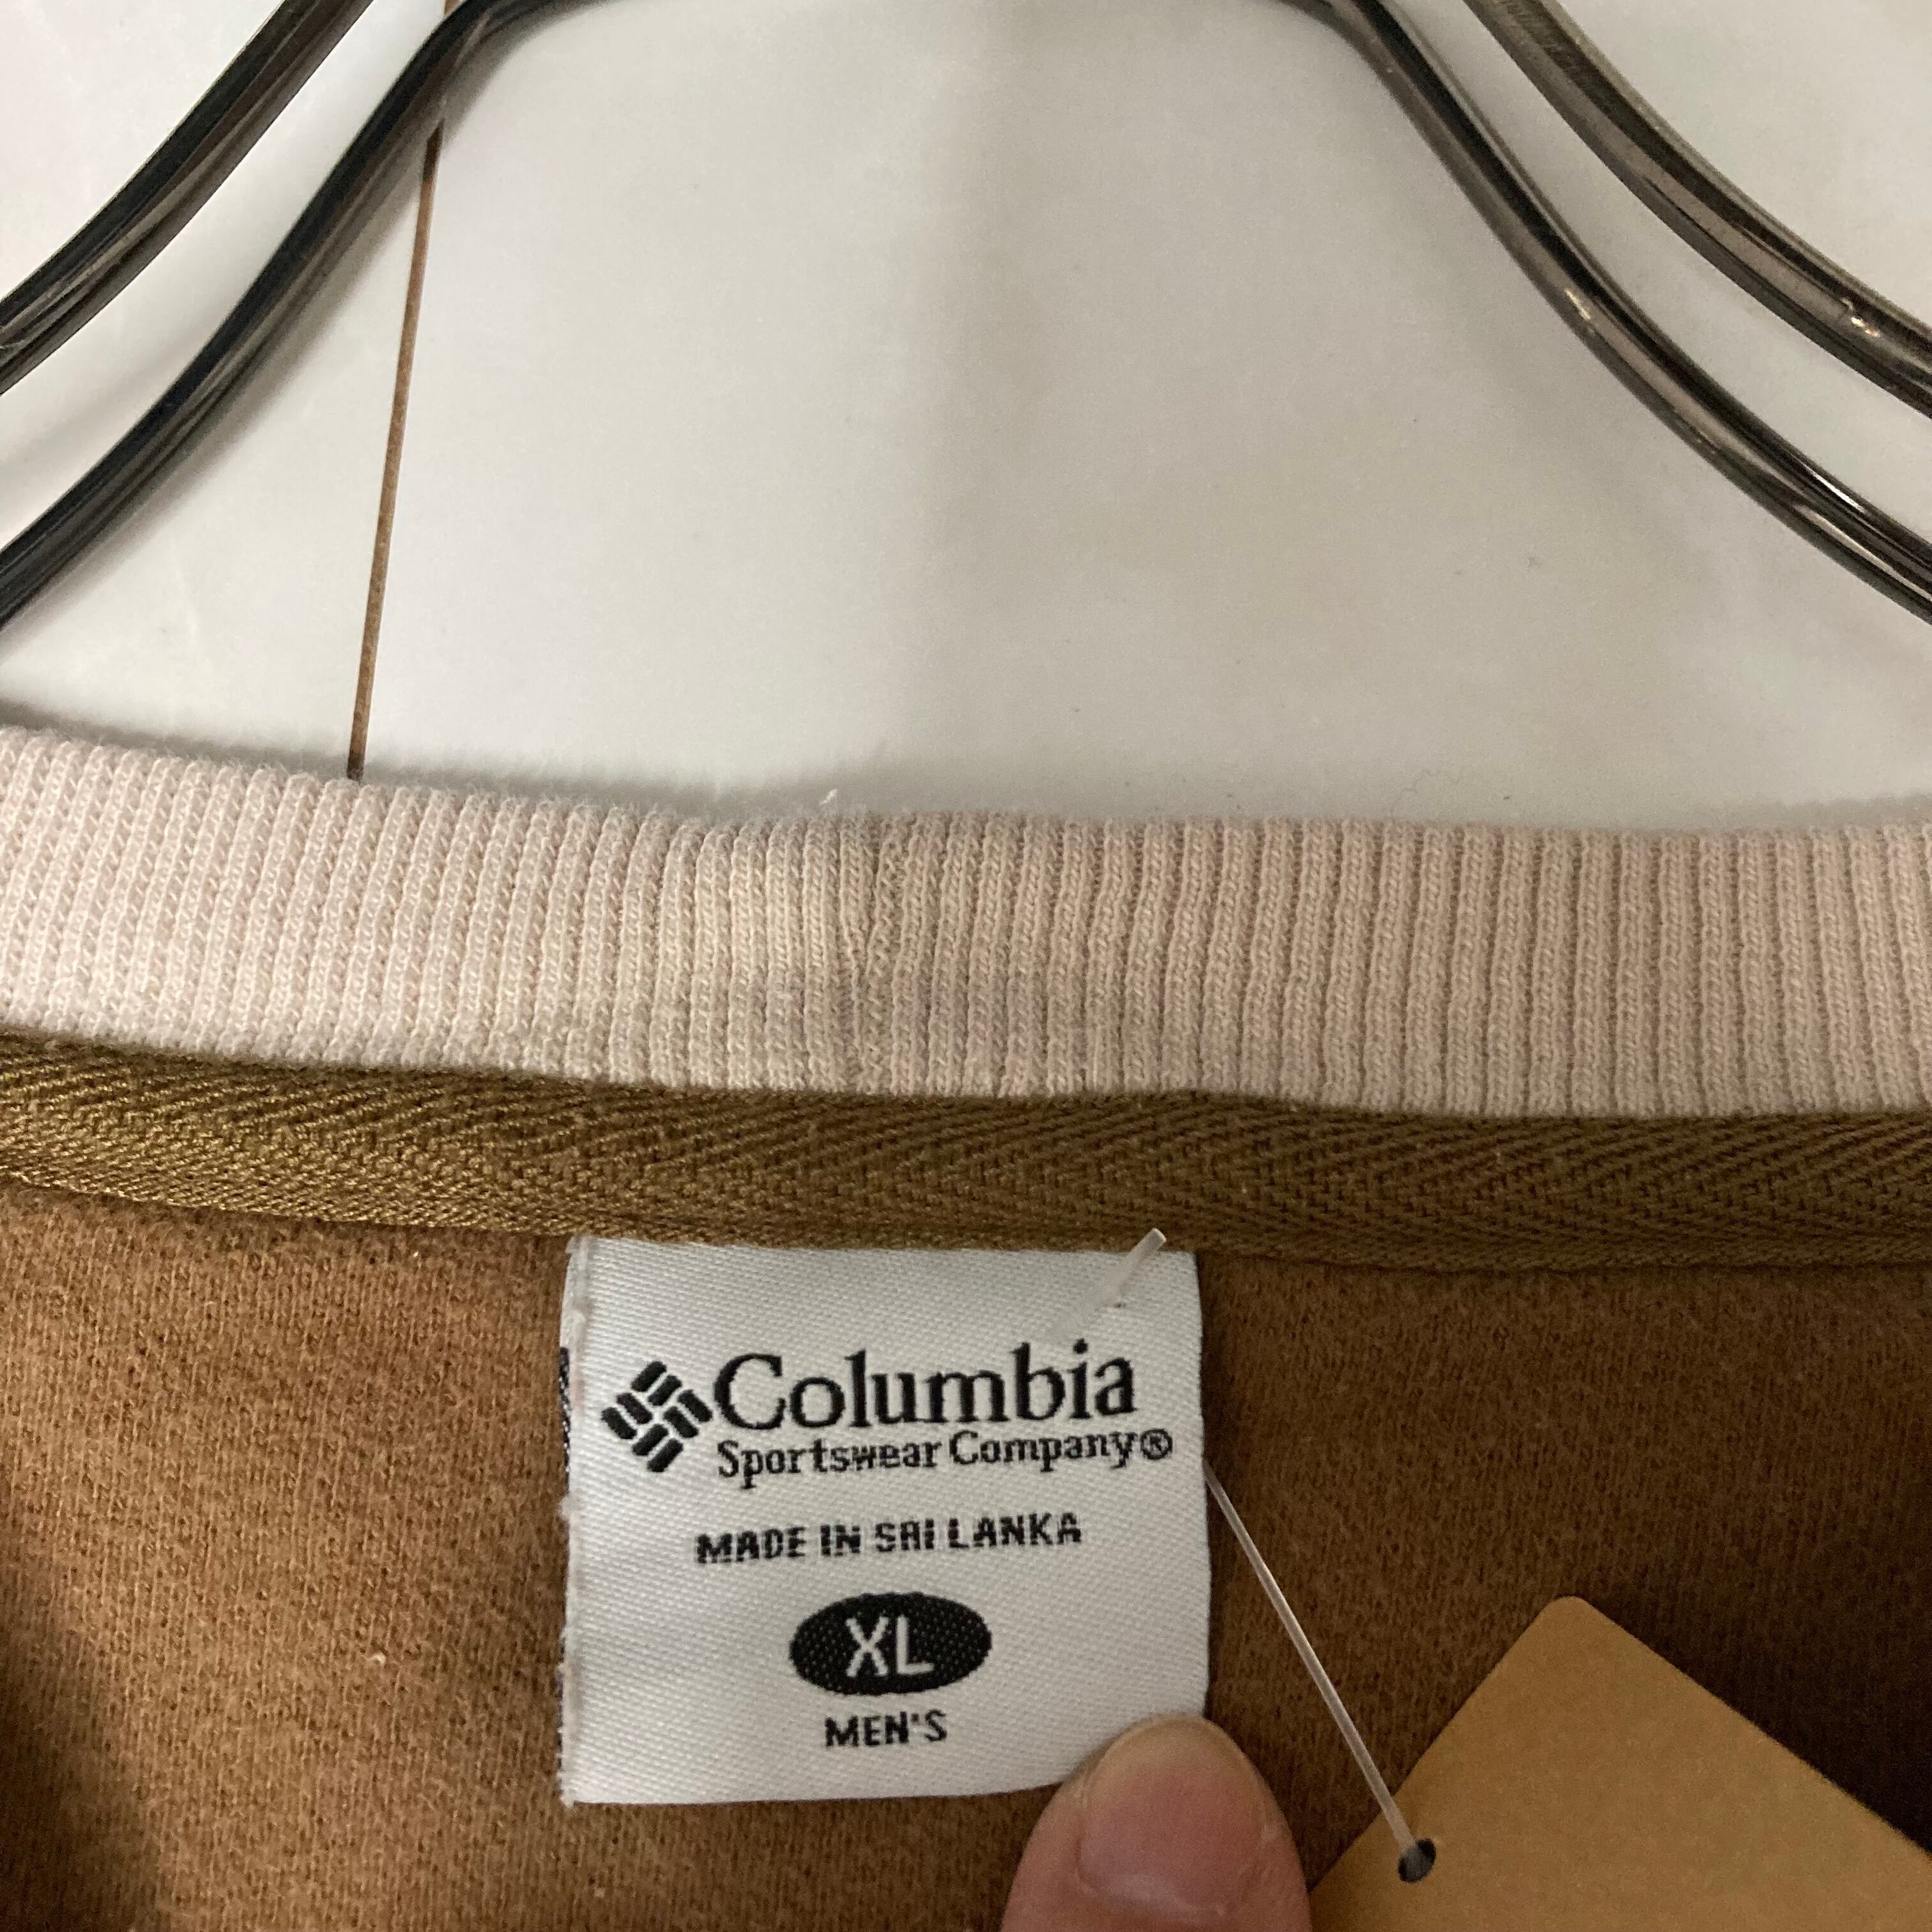 Columbia
Sportswear Company®
MADE IN SRI LANKA
XL
MEN'S